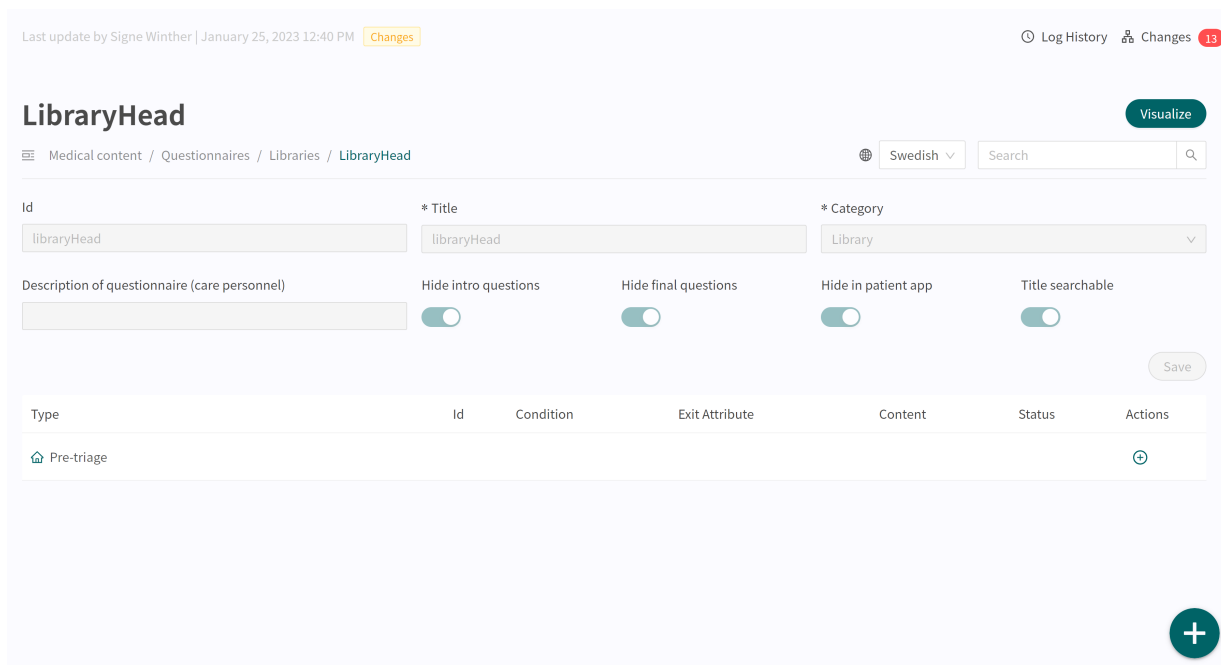 Last update by Signe Winther | January 25, 2023 12:40 PM Changes Log History Changes 13
LibraryHead Visualize
Medical content / Questionnaires / Libraries / LibraryHead Swedish Search
Id * Title * Category
libraryHead libraryHead Library
Description of questionnaire (care personnel) Hide intro questions Hide final questions Hide in patient app Title searchable
Save
Type Id Condition Exit Attribute Content Status Actions
Pre-triage